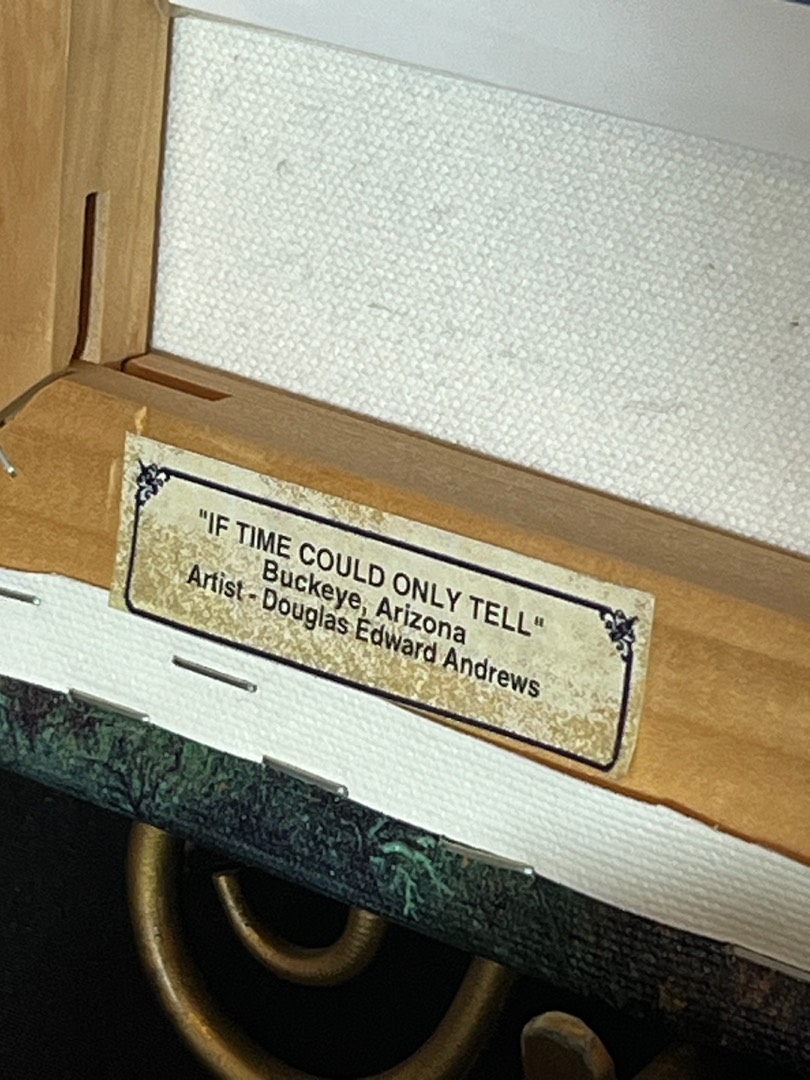 "IF TIME COULD ONLY TELL"
Buckeye, Arizona
Artist - Douglas Edward Andrews